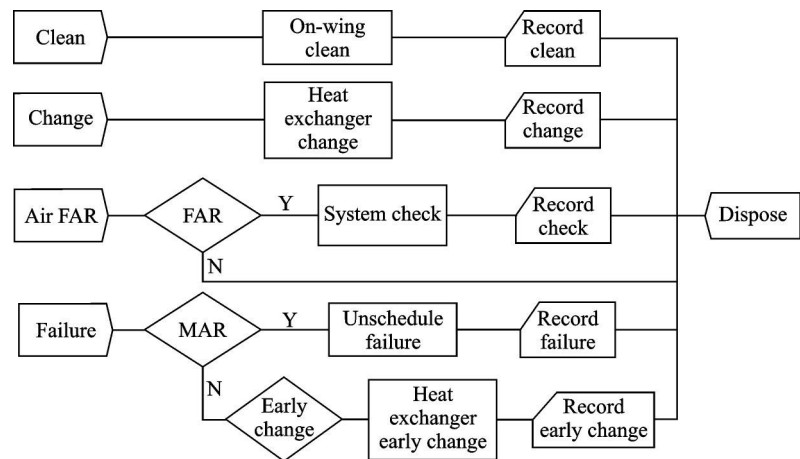 Clean
On-wing
clean
Record
clean
Change
Heat
exchanger
change
Record
change
Air FAR
FAR
Y
System check
Record
check
Dispose
N
Failure
MAR
Y
Unschedule
failure
Record
failure
N
Early
change
Heat
exchanger
early change
Record
early change